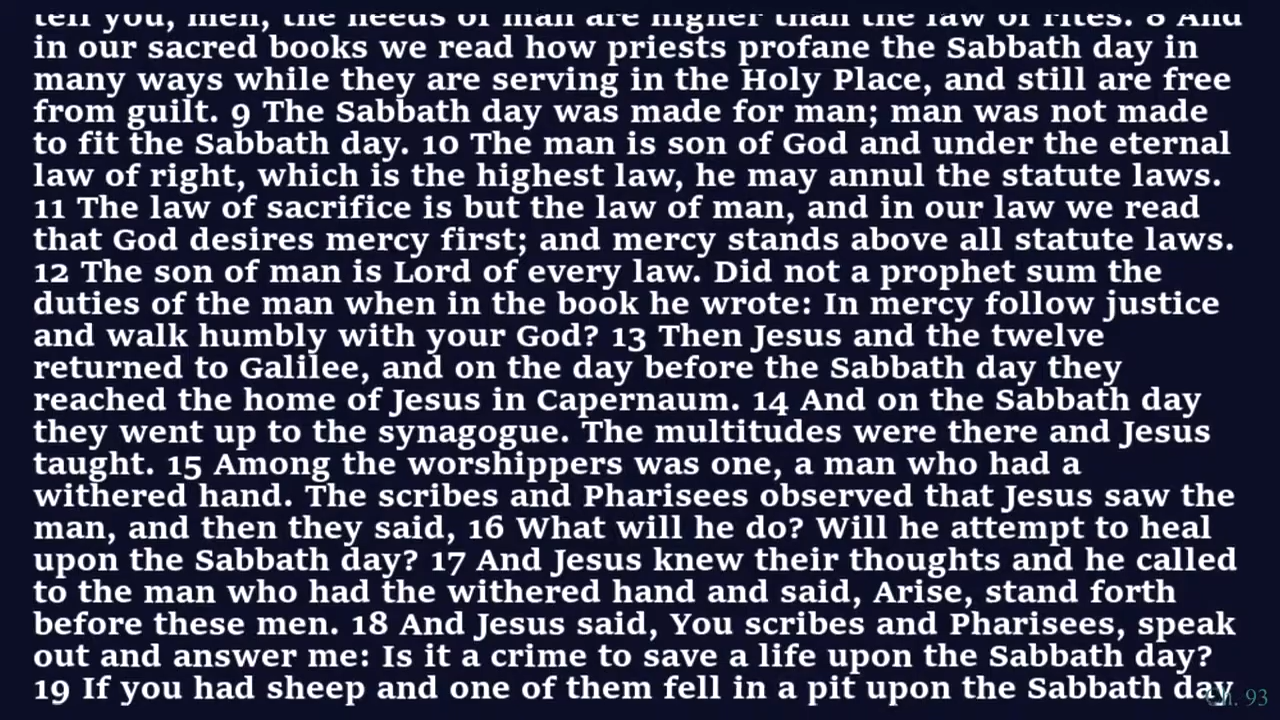 tell you, men, the needs of man are higher than the law of rites. 8 And
in our sacred books we read how priests profane the Sabbath day in
many ways while they are serving in the Holy Place, and still are free
from guilt. 9 The Sabbath day was made for man; man was not made
to fit the Sabbath day. 10 The man is son of God and under the eternal
law of right, which is the highest law, he may annul the statute laws.
11 The law of sacrifice is but the law of man, and in our law we read
that God desires mercy first; and mercy stands above all statute laws.
12 The son of man is Lord of every law. Did not a prophet sum the
duties of the man when in the book he wrote: In mercy follow justice
and walk humbly with your God? 13 Then Jesus and the twelve
returned to Galilee, and on the day before the Sabbath day they
reached the home of Jesus in Capernaum. 14 And on the Sabbath day
they went up to the synagogue. The multitudes were there and Jesus
taught. 15 Among the worshippers was one, a man who had a
withered hand. The scribes and Pharisees observed that Jesus saw the
man, and then they said, 16 What will he do? Will he attempt to heal
upon the Sabbath day? 17 And Jesus knew their thoughts and he called
to the man who had the withered hand and said, Arise, stand forth
before these men. 18 And Jesus said, You scribes and Pharisees, speak
out and answer me: Is it a crime to save a life upon the Sabbath day?
19 If you had sheep and one of them fell in a pit upon the Sabbath day
Ch. 93